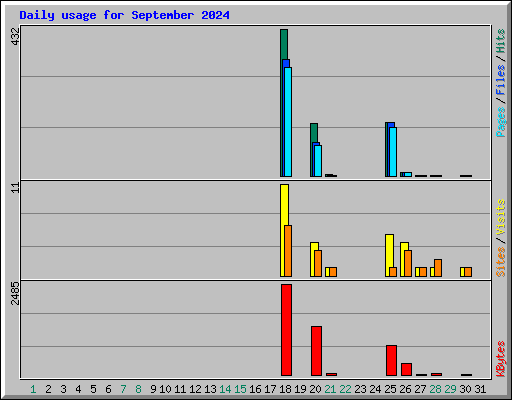 Daily usage for September 2024
432
Pages/Files/Hits
11
Sites/Visits
2485
KBytes
1 2 3 4 5 6 7 8 9 10 11 12 13 14 15 16 17 18 19 20 21 22 23 24 25 26 27 28 29 30 31